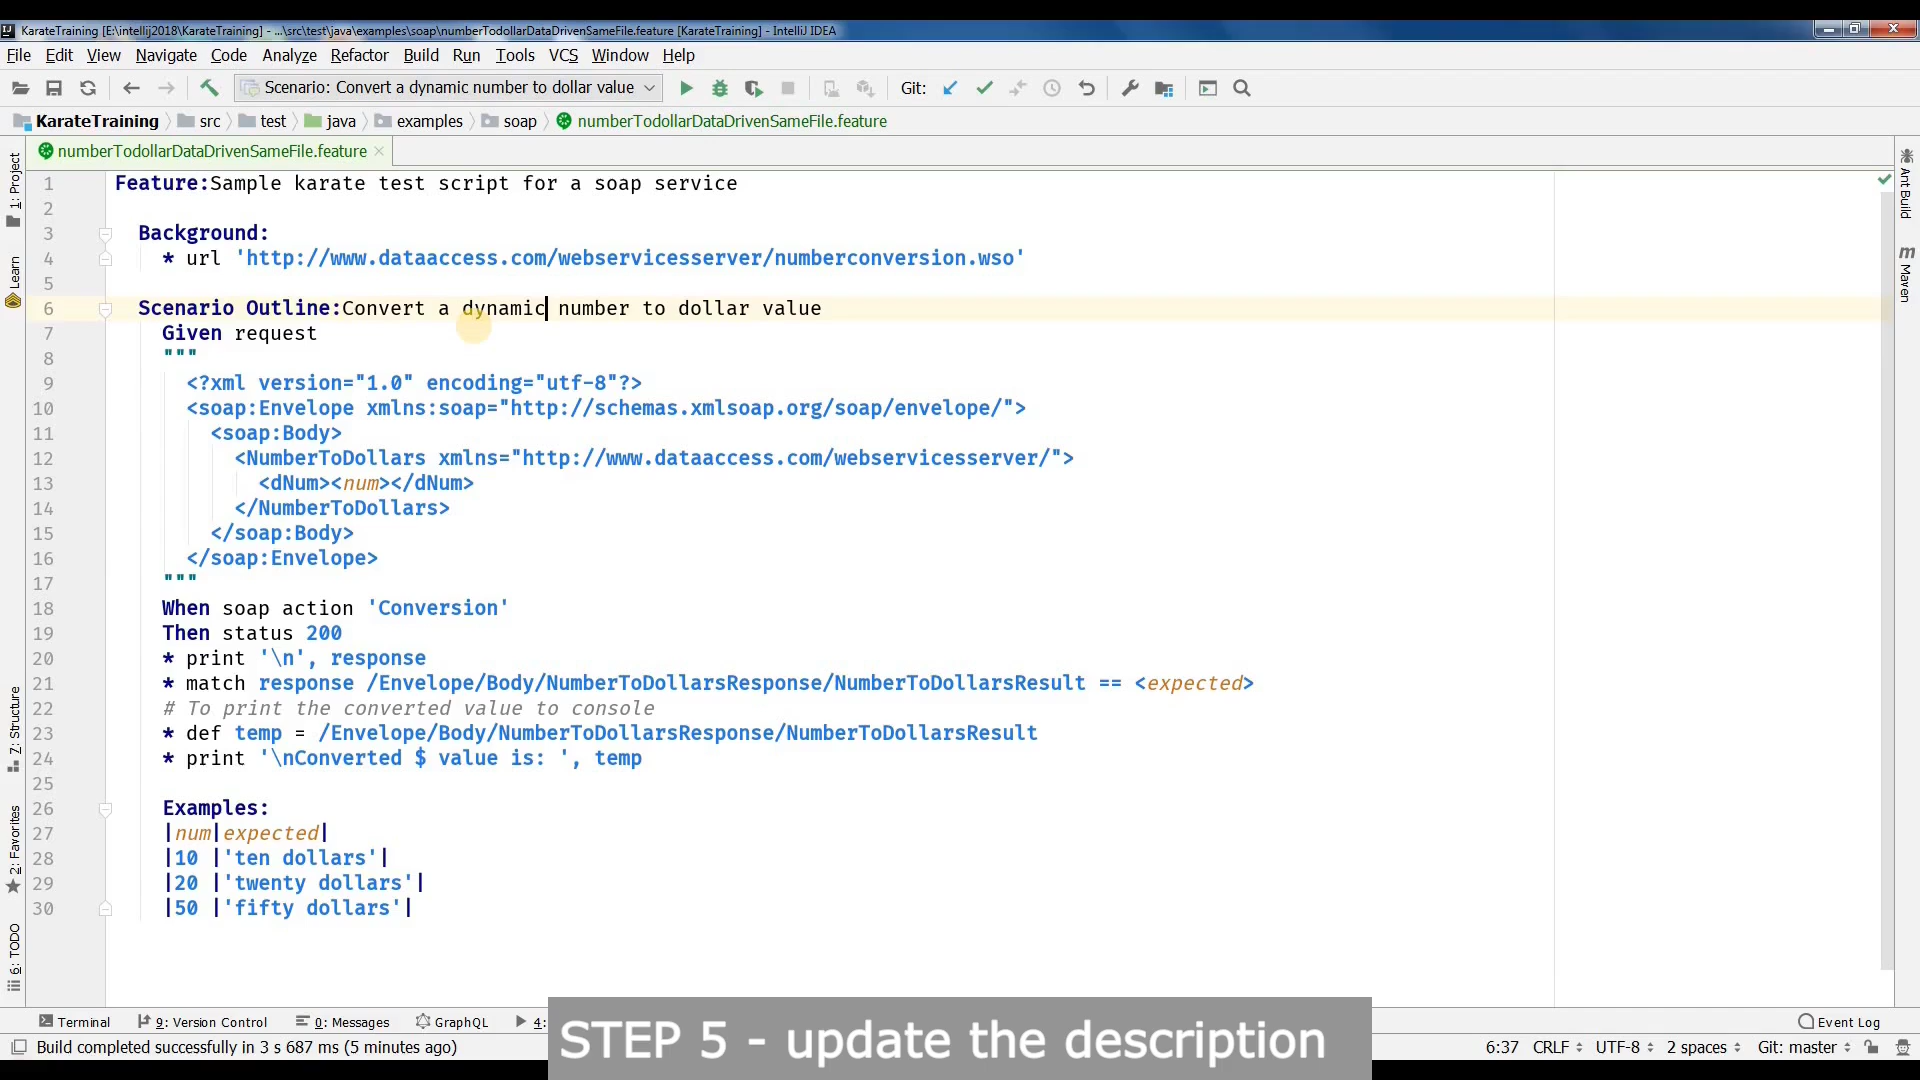 KarateTraining [E:\intellij2018\KarateTraining] - ...\src\test\java\examples\soap\numberTodollarDataDrivenSameFile.feature [KarateTraining] - IntelliJ IDEA
File Edit View Navigate Code Analyze Refactor Build Run Tools VCS Window Help
Scenario: Convert a dynamic number to dollar value Git:
KarateTraining src test java examples soap numberTodollarDataDrivenSameFile.feature
numberTodollarDataDrivenSameFile.feature
1 Feature:Sample karate test script for a soap service
2
3 Background:
4 * url 'http://www.dataaccess.com/webservicesserver/numberconversion.wso'
5
6 Scenario Outline:Convert a dynamic number to dollar value
7 Given request
8 """
9 <?xml version="1.0" encoding="utf-8"?>
10 <soap:Envelope xmlns:soap="http://schemas.xmlsoap.org/soap/envelope/">
11 <soap:Body>
12 <NumberToDollars xmlns="http://www.dataaccess.com/webservicesserver/">
13 <dNum><num></dNum>
14 </NumberToDollars>
15 </soap:Body>
16 </soap:Envelope>
17 """
18 When soap action 'Conversion'
19 Then status 200
20 * print '\n', response
21 * match response /Envelope/Body/NumberToDollarsResponse/NumberToDollarsResult == <expected>
22 # To print the converted value to console
23 * def temp = /Envelope/Body/NumberToDollarsResponse/NumberToDollarsResult
24 * print '\nConverted $ value is: ', temp
25
26 Examples:
27 |num|expected|
28 |10 |'ten dollars'|
29 |20 |'twenty dollars'|
30 |50 |'fifty dollars'|
1: Project
Learn
7: Structure
2: Favorites
6: TODO
Ant Build
Maven
Terminal 9: Version Control 0: Messages GraphQL 4: Event Log
STEP 5 - update the description
Build completed successfully in 3 s 687 ms (5 minutes ago) 6:37 CRLF UTF-8 2 spaces Git: master